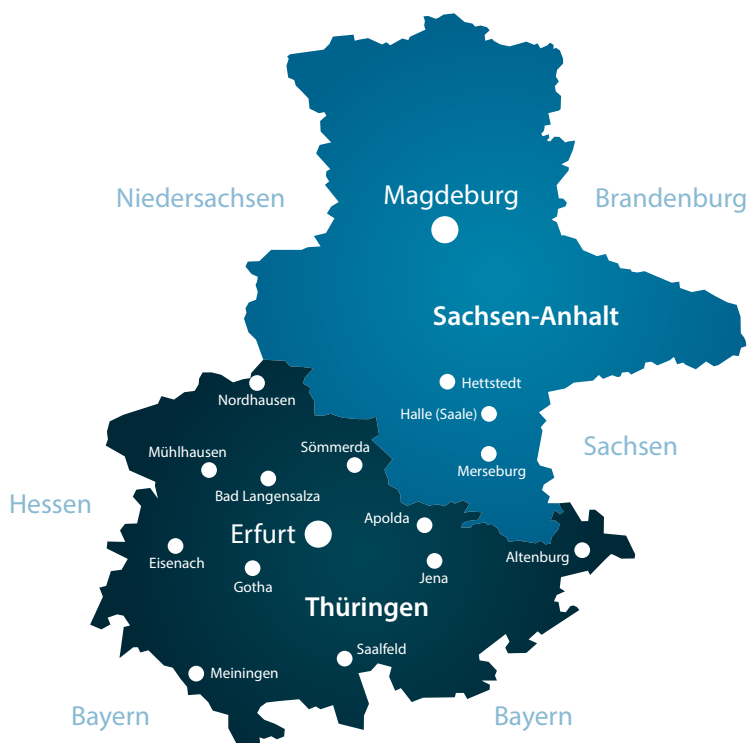 Niedersachsen
Magdeburg
Brandenburg
Sachsen-Anhalt
Hettstedt
Nordhausen
Halle (Saale)
Sömmerda
Sachsen
Mühlhausen
Merseburg
Bad Langensalza
Hessen
Apolda
Erfurt
Altenburg
Eisenach
Gotha
Jena
Thüringen
Saalfeld
Meiningen
Bayern
Bayern